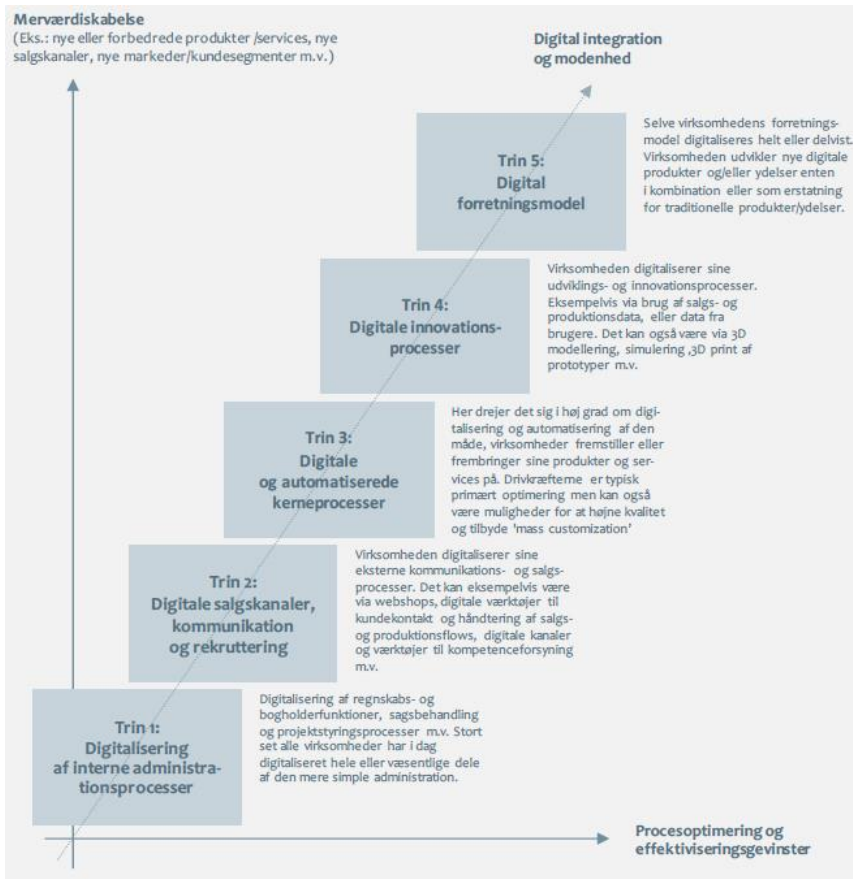 Merværdiskabelse
(Eks.: nye eller forbedrede produkter /services, nye
salgskanaler, nye markeder/kundesegmenter m.v.)
Digital integration
og modenhed
Trin 5:
Digital
forretningsmodel
Selve virksomhedens forretnings-
model digitaliseres helt eller delvist.
Virksomheden udvikler nye digitale
produkter og/eller ydelser enten
i kombination eller som erstatning
for traditionelle produkter/ydelser.
Trin 4:
Digitale innovations-
processer
Virksomheden digitaliserer sine
udviklings- og innovationsprocesser.
Eksempelvis via brug af salgs- og
produktionsdata, eller data fra
brugere. Det kan også være via 3D
modellering, simulering ,3D print af
prototyper m.v.
Trin 3:
Digitale
og automatiserede
kerneprocesser
Her drejer det sig i høj grad om digi-
talisering og automatisering af den
måde, virksomheder fremstiller eller
frembringer sine produkter og ser-
vices på. Drivkræfterne er typisk
primært optimering men kan også
være muligheder for at højne kvalitet
og tilbyde 'mass customization'
Trin 2:
Digitale salgskanaler,
kommunikation
og rekruttering
Virksomheden digitaliserer sine
eksterne kommunikations- og salgs-
processer. Det kan eksempelvis være
via webshops, digitale værktøjer til
kundekontakt og håndtering af salgs-
og produktionsflows, digitale kanaler
og værktøjer til kompetenceforsyning
m.v.
Trin 1:
Digitalisering
af interne administra-
tionsprocesser
Digitalisering af regnskabs- og
bogholderfunktioner, sagsbehandling
og projektstyringsprocesser m.v. Stort
set alle virksomheder har i dag
digitaliseret hele eller væsentlige dele
af den mere simple administration.
Procesoptimering og
effektiviseringsgevinster